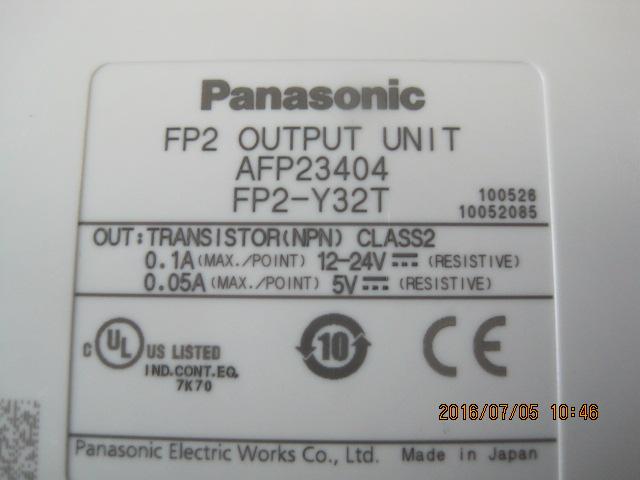 Panasonic
FP2 OUTPUT UNIT
AFP23404
FP2-Y32T
100526
10052085
OUT:TRANSISTOR(NPN) CLASS2
0.1A(MAX./POINT) 12-24V (RESISTIVE)
0.05A(MAX./POINT) 5V (RESISTIVE)
C UL US LISTED
IND.CONT.EQ.
7K70
10
CE
2016/07/05 10:46
Panasonic Electric Works Co., Ltd. Made in Japan